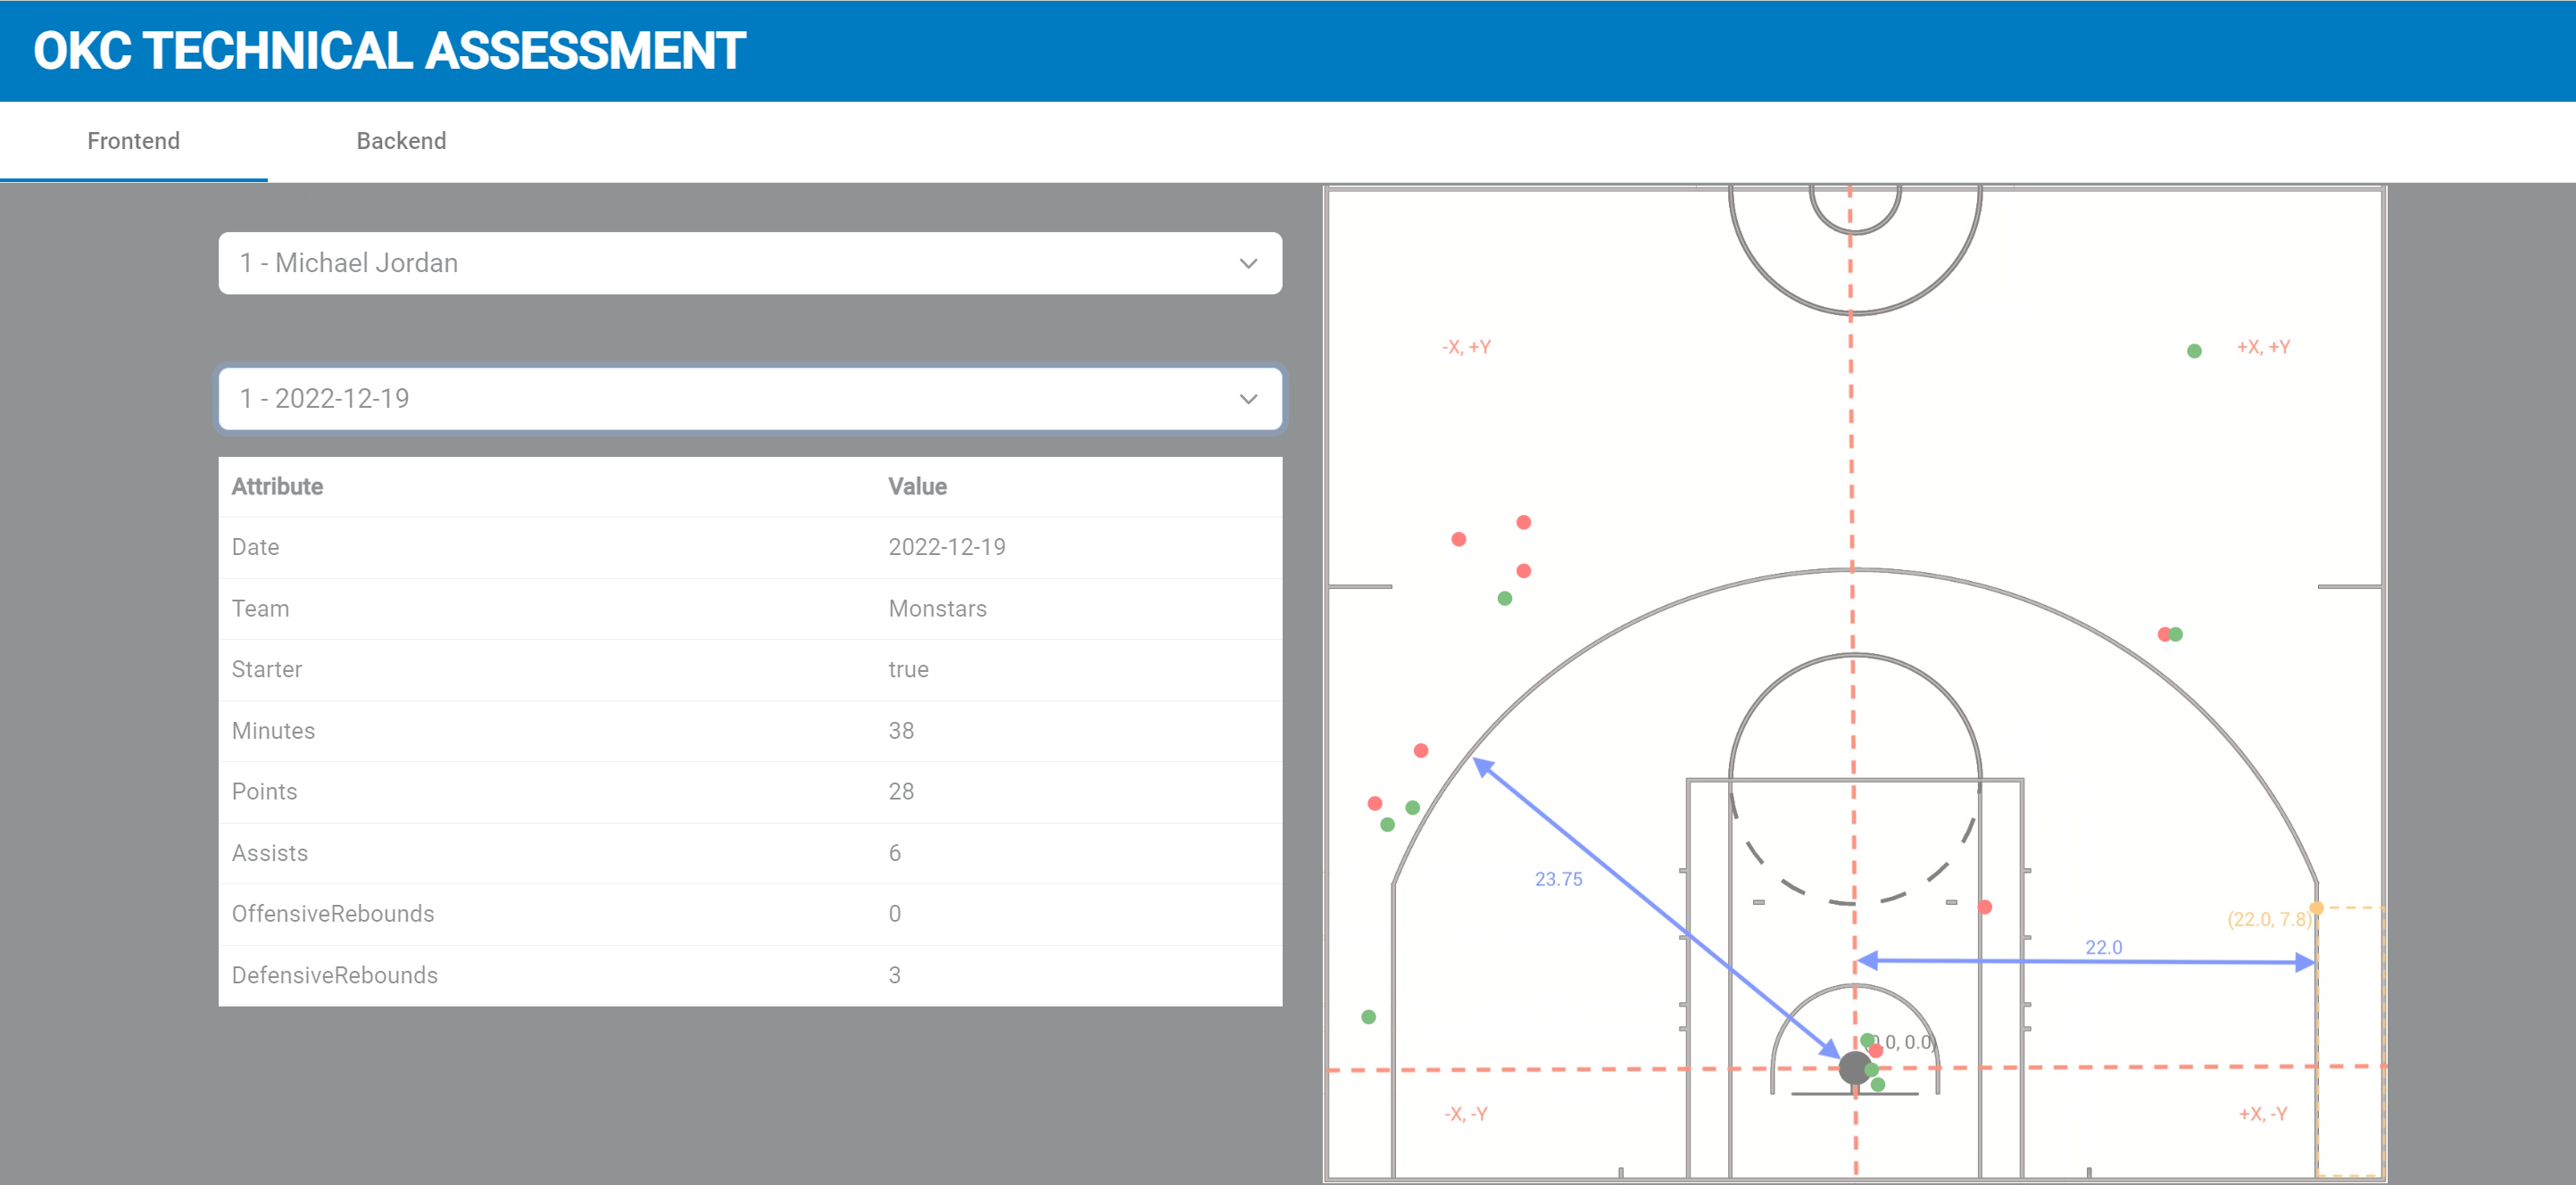 OKC TECHNICAL ASSESSMENT
Frontend Backend
1 - Michael Jordan
1 - 2022-12-19
Attribute Value
Date 2022-12-19
Team Monstars
Starter true
Minutes 38
Points 28
Assists 6
OffensiveRebounds 0
DefensiveRebounds 3
-X, +Y +X, +Y
23.75
(22.0, 7.8)
22.0
0.0, 0.0)
-X, -Y +X, -Y